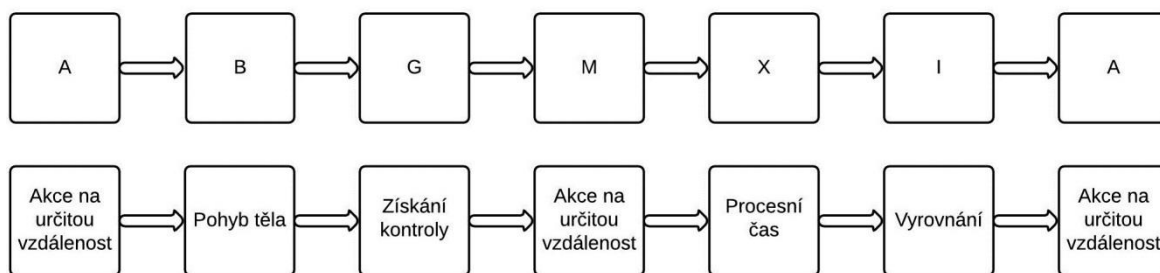 A
B
G
M
X
I
A
Akce na
určitou
vzdálenost
Pohyb těla
Získání
kontroly
Akce na
určitou
vzdálenost
Procesní
čas
Vyrovnání
Akce na
určitou
vzdálenost